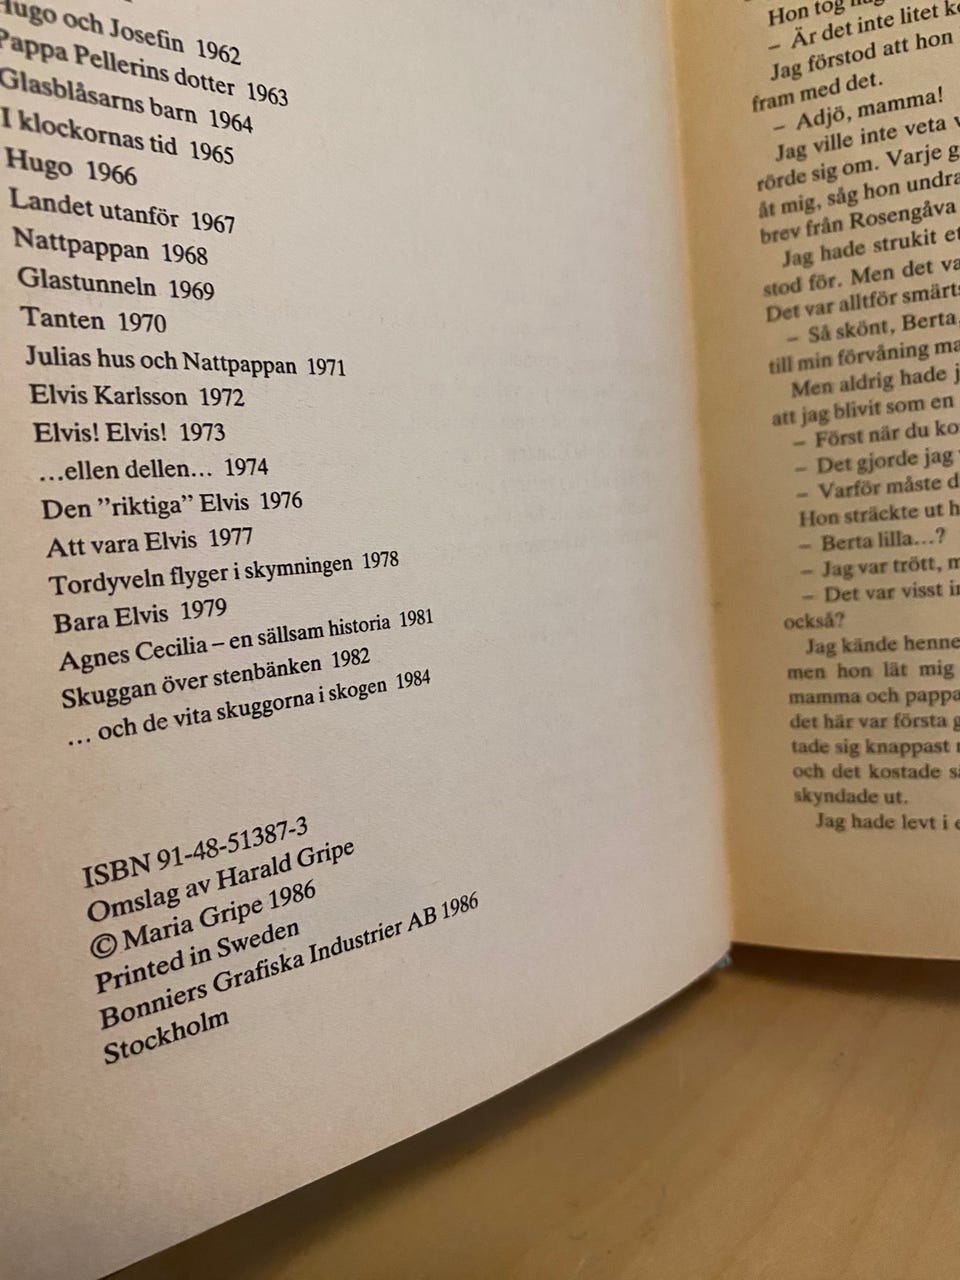 Hugo och Josefin 1962
Pappa Pellerins dotter 1963
Glasblåsarns barn 1964
I klockornas tid 1965
Hugo 1966
Landet utanför 1967
Nattpappan 1968
Glastunneln 1969
Tanten 1970
Julias hus och Nattpappan 1971
Elvis Karlsson 1972
Elvis! Elvis! 1973
...ellen dellen... 1974
Den ”riktiga” Elvis 1976
Att vara Elvis 1977
Tordyveln flyger i skymningen 1978
Bara Elvis 1979
Agnes Cecilia – en sällsam historia 1981
Skuggan över stenbänken 1982
... och de vita skuggorna i skogen 1984
ISBN 91-48-51387-3
Omslag av Harald Gripe
© Maria Gripe 1986
Printed in Sweden
Bonniers Grafiska Industrier AB 1986
Stockholm
Hon tog
– Är det inte litet
Jag förstod att hon
fram med det.
– Adjö, mamma!
Jag ville inte veta
rörde sig om. Varje
åt mig, såg hon
brev från Rosengåva
Jag hade strukit
stod för. Men det
Det var alltför
– Så skönt, Berta,
till min förvåning
Men aldrig hade
att jag blivit som en
– Först när du
– Det gjorde jag
– Varför måste
Hon sträckte ut
– Berta lilla...?
– Jag var trött,
– Det var visst
också?
Jag kände
men hon lät mig
mamma och pappa
det här var första
tade sig knappast
och det kostade
skyndade ut.
Jag hade levt i